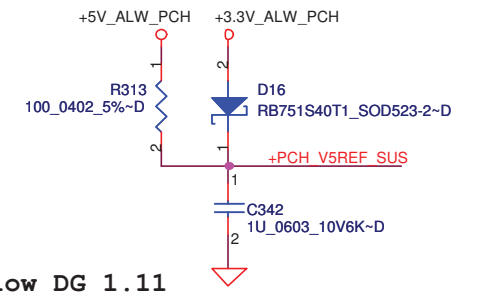 +5V_ALW_PCH +3.3V_ALW_PCH
1 2
R313 D16
100_0402_5%~D RB751S40T1_SOD523-2~D
2 1
+PCH_V5REF_SUS
1
C342
1U_0603_10V6K~D
2
low DG 1.11